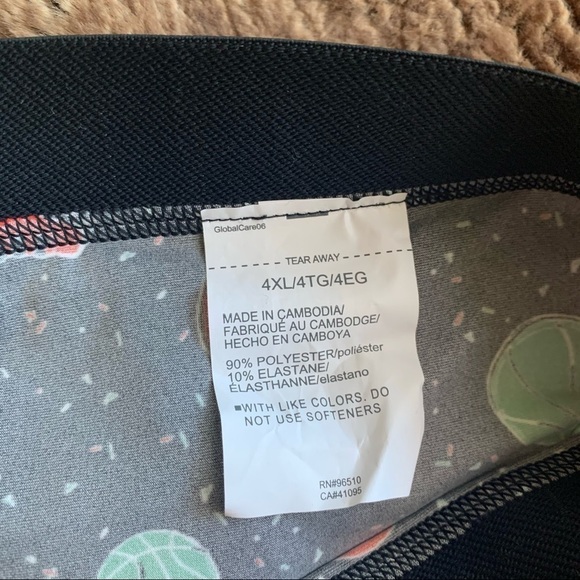 GlobalCare06
TEAR AWAY
4XL/4TG/4EG
MADE IN CAMBODIA/
FABRIQUÉ AU CAMBODGE/
HECHO EN CAMBOYA
90% POLYESTER/poliéster
10% ELASTANE/
ÉLASTHANNE/elastano
■WITH LIKE COLORS. DO
NOT USE SOFTENERS
RN#96510
CA#41095